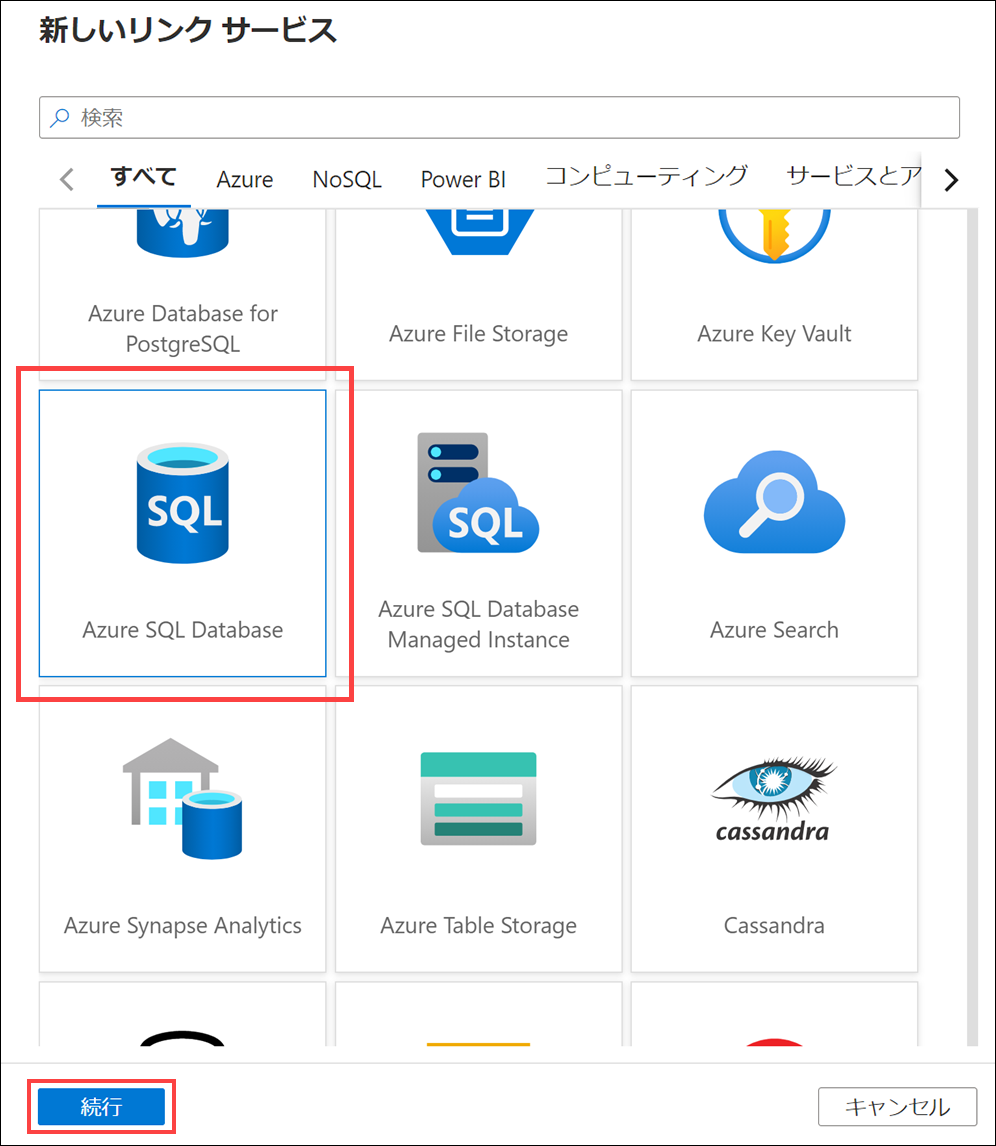 新しいリンク サービス
検索
すべて
Azure
NoSQL
Power BI
コンピューティング
サービスとア
Azure Database for
PostgreSQL
Azure File Storage
Azure Key Vault
SQL
Azure SQL Database
SQL
Azure SQL Database
Managed Instance
Azure Search
Azure Synapse Analytics
Azure Table Storage
cassandra
Cassandra
続行
キャンセル